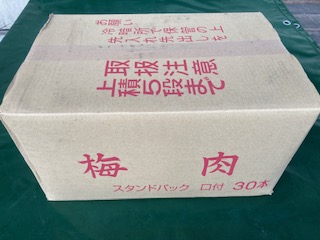 お願い
冷暗所で保管の上
先入れ先出しを
取扱注意
上積5段まで
梅肉
スタンドパック 口付 30本